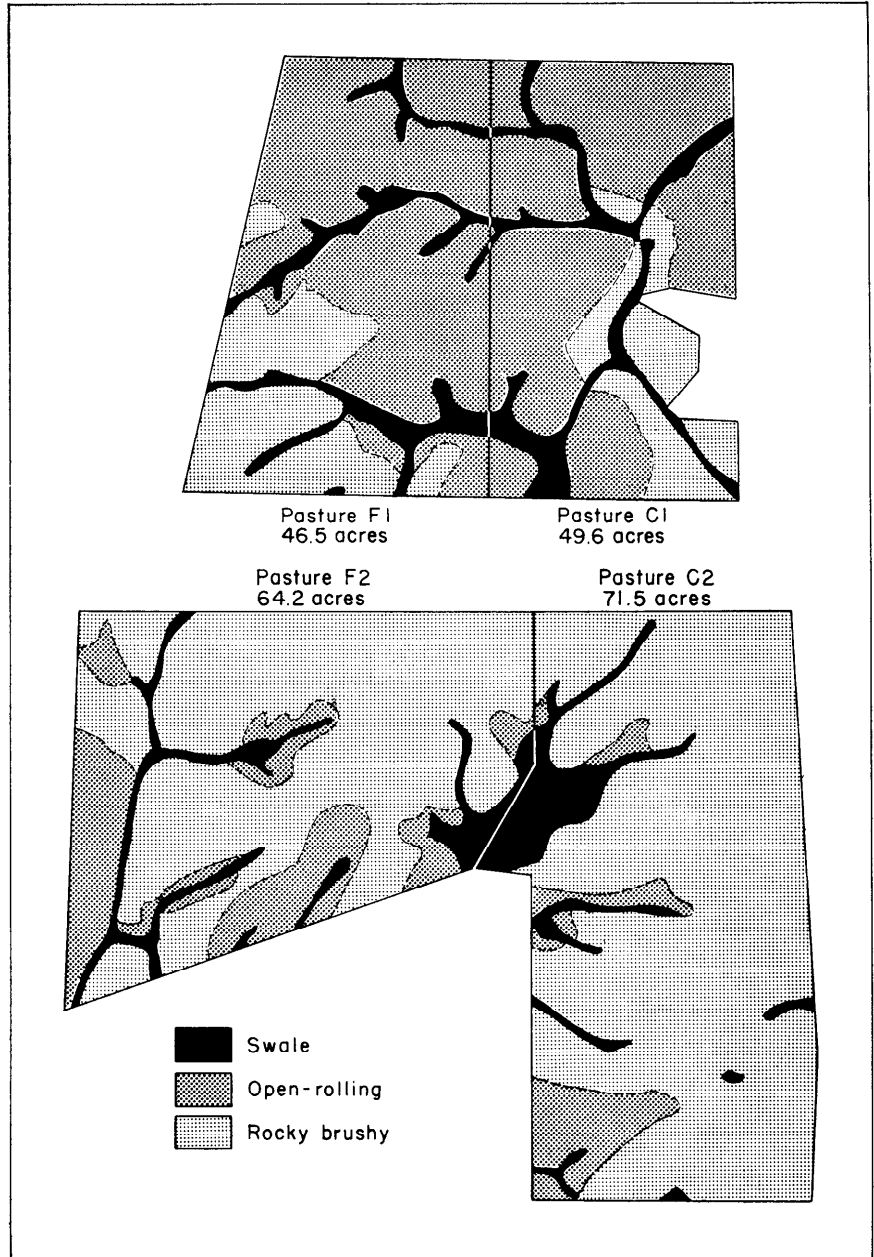 Pasture F1
46.5 acres
Pasture C1
49.6 acres
Pasture F2
64.2 acres
Pasture C2
71.5 acres
Swale
Open-rolling
Rocky brushy